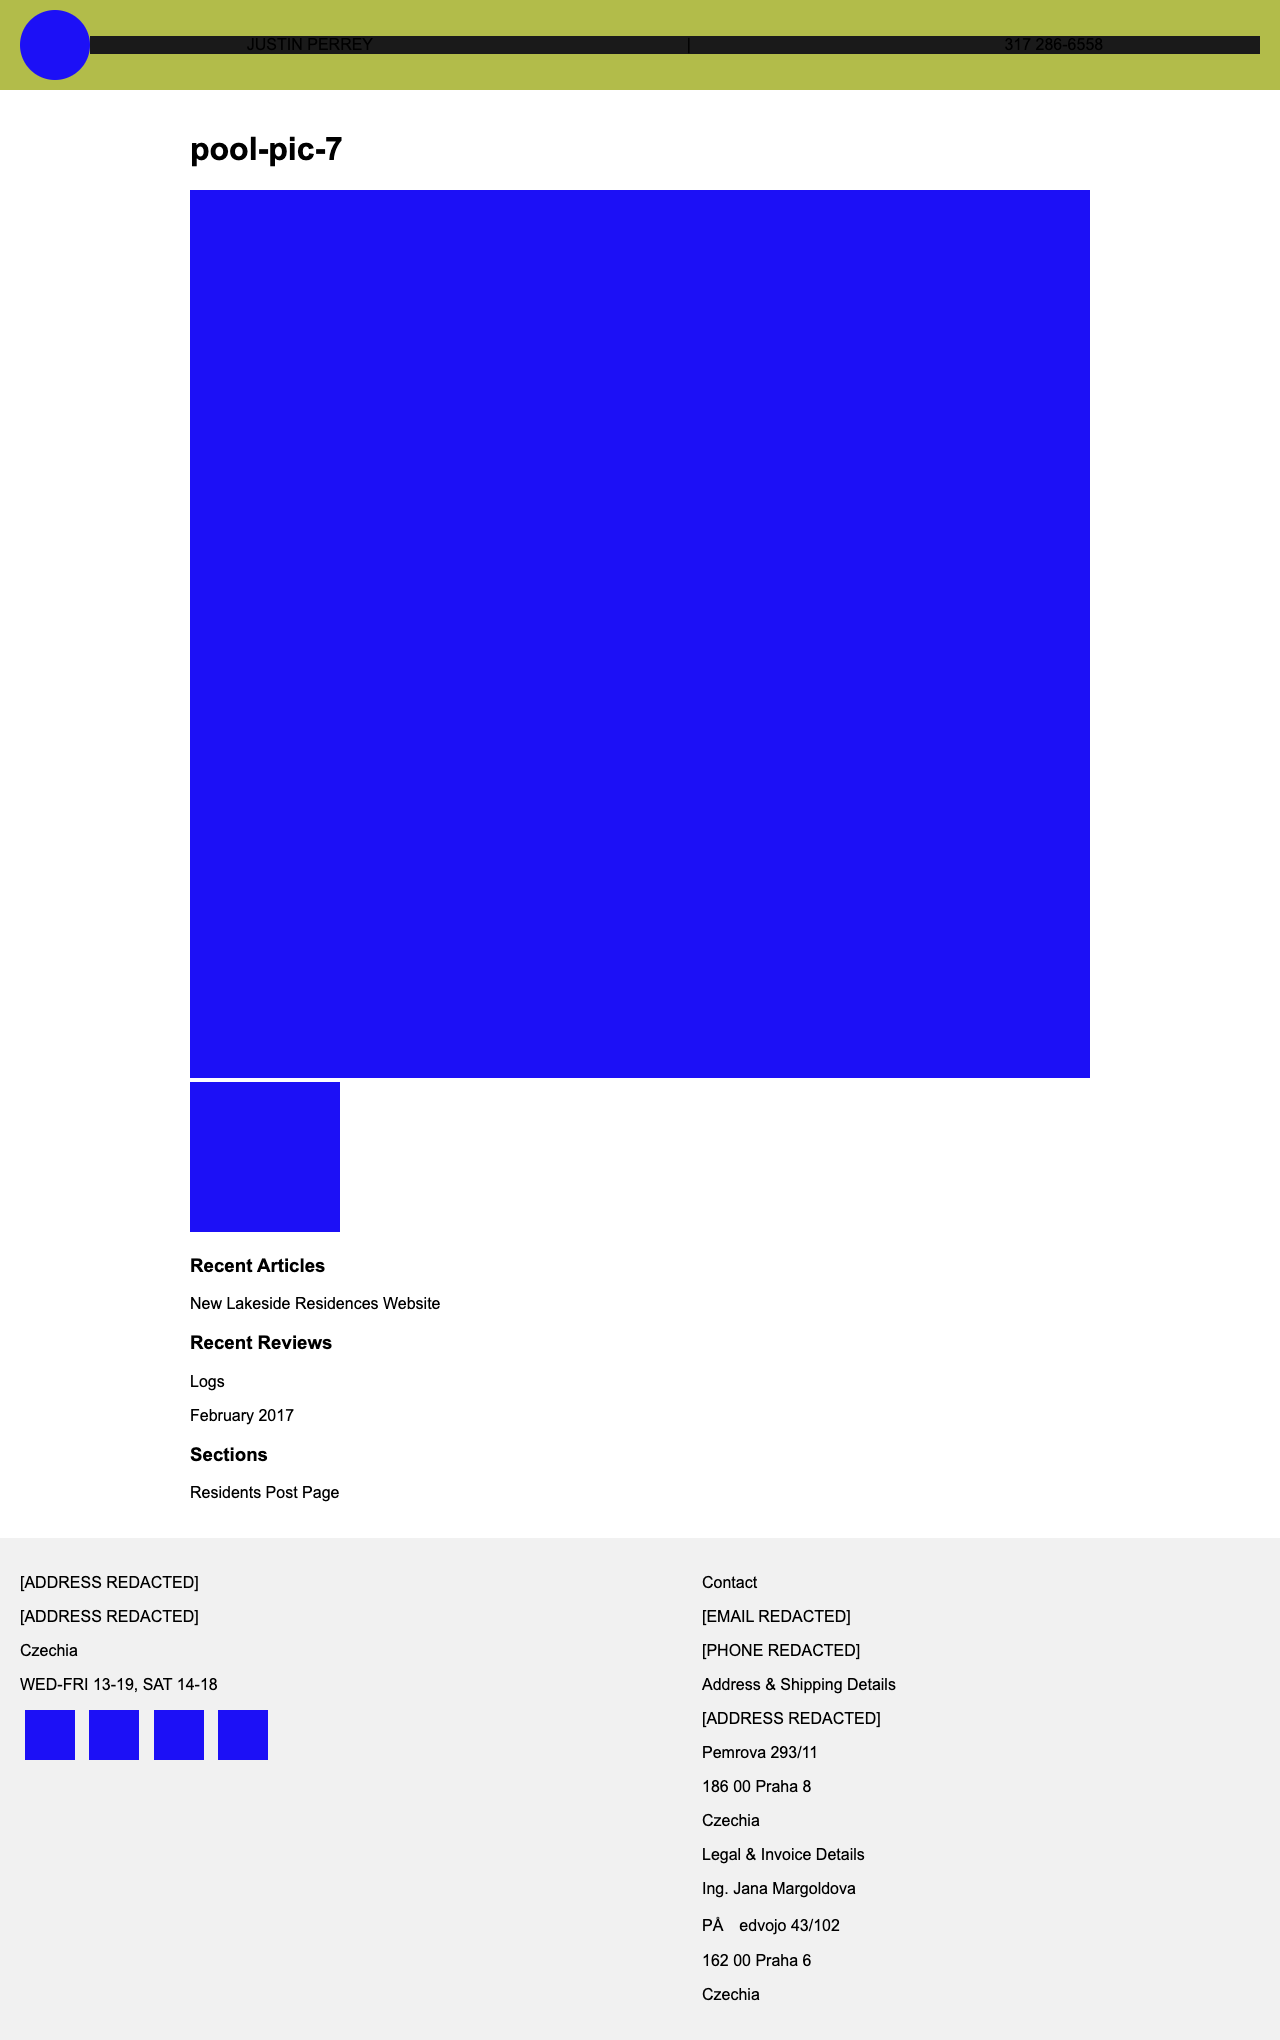 JUSTIN PERREY | 317 286-6558
pool-pic-7
Recent Articles
New Lakeside Residences Website
Recent Reviews
Logs
February 2017
Sections
Residents Post Page
[ADDRESS REDACTED]
[ADDRESS REDACTED]
Czechia
WED-FRI 13-19, SAT 14-18
Contact
[EMAIL REDACTED]
[PHONE REDACTED]
Address & Shipping Details
[ADDRESS REDACTED]
Pemrova 293/11
186 00 Praha 8
Czechia
Legal & Invoice Details
Ing. Jana Margoldova
PÅ edvojo 43/102
162 00 Praha 6
Czechia